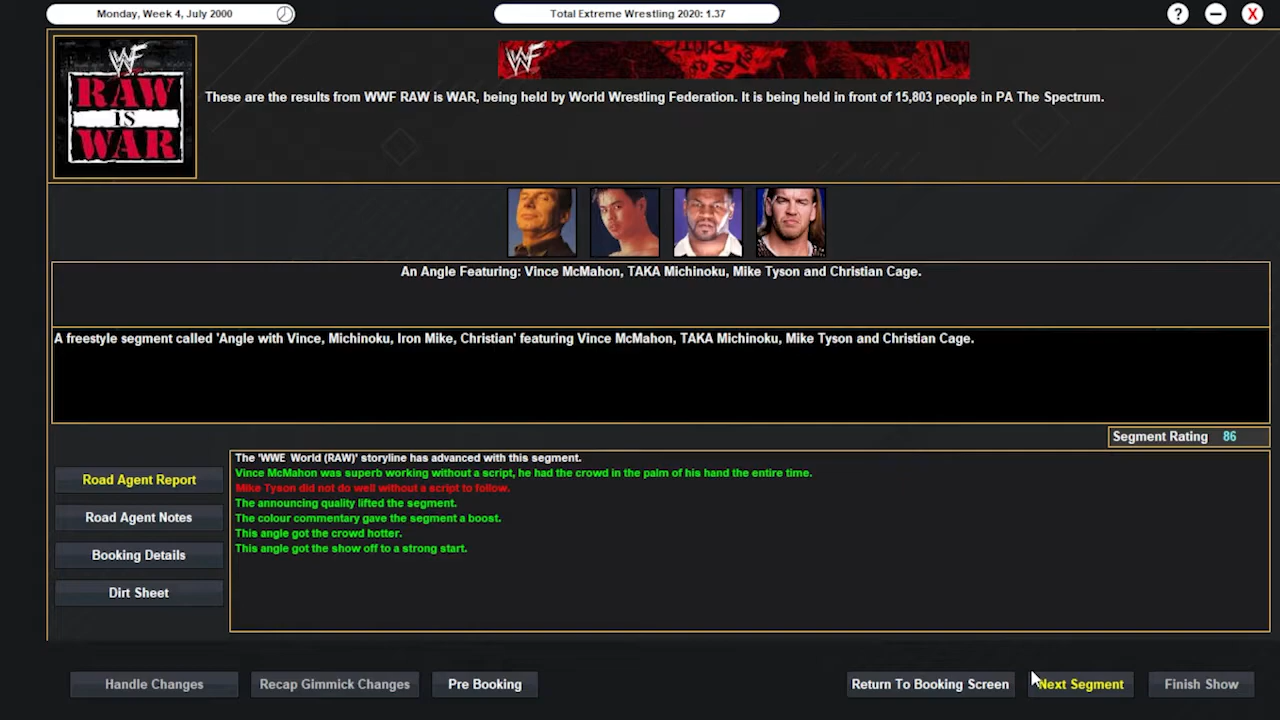 Monday, Week 4, July 2000
Total Extreme Wrestling 2020: 1.37
?
X
WF
RAW
IS
WAR
WF
These are the results from WWF RAW is WAR, being held by World Wrestling Federation. It is being held in front of 15,803 people in PA The Spectrum.
An Angle Featuring: Vince McMahon, TAKA Michinoku, Mike Tyson and Christian Cage.
A freestyle segment called 'Angle with Vince, Michinoku, Iron Mike, Christian' featuring Vince McMahon, TAKA Michinoku, Mike Tyson and Christian Cage.
Segment Rating 86
Road Agent Report
Road Agent Notes
Booking Details
Dirt Sheet
The 'WWE World (RAW)' storyline has advanced with this segment.
Vince McMahon was superb working without a script, he had the crowd in the palm of his hand the entire time.
Mike Tyson did not do well without a script to follow.
The announcing quality lifted the segment.
The colour commentary gave the segment a boost.
This angle got the crowd hotter.
This angle got the show off to a strong start.
Handle Changes
Recap Gimmick Changes
Pre Booking
Return To Booking Screen
Next Segment
Finish Show